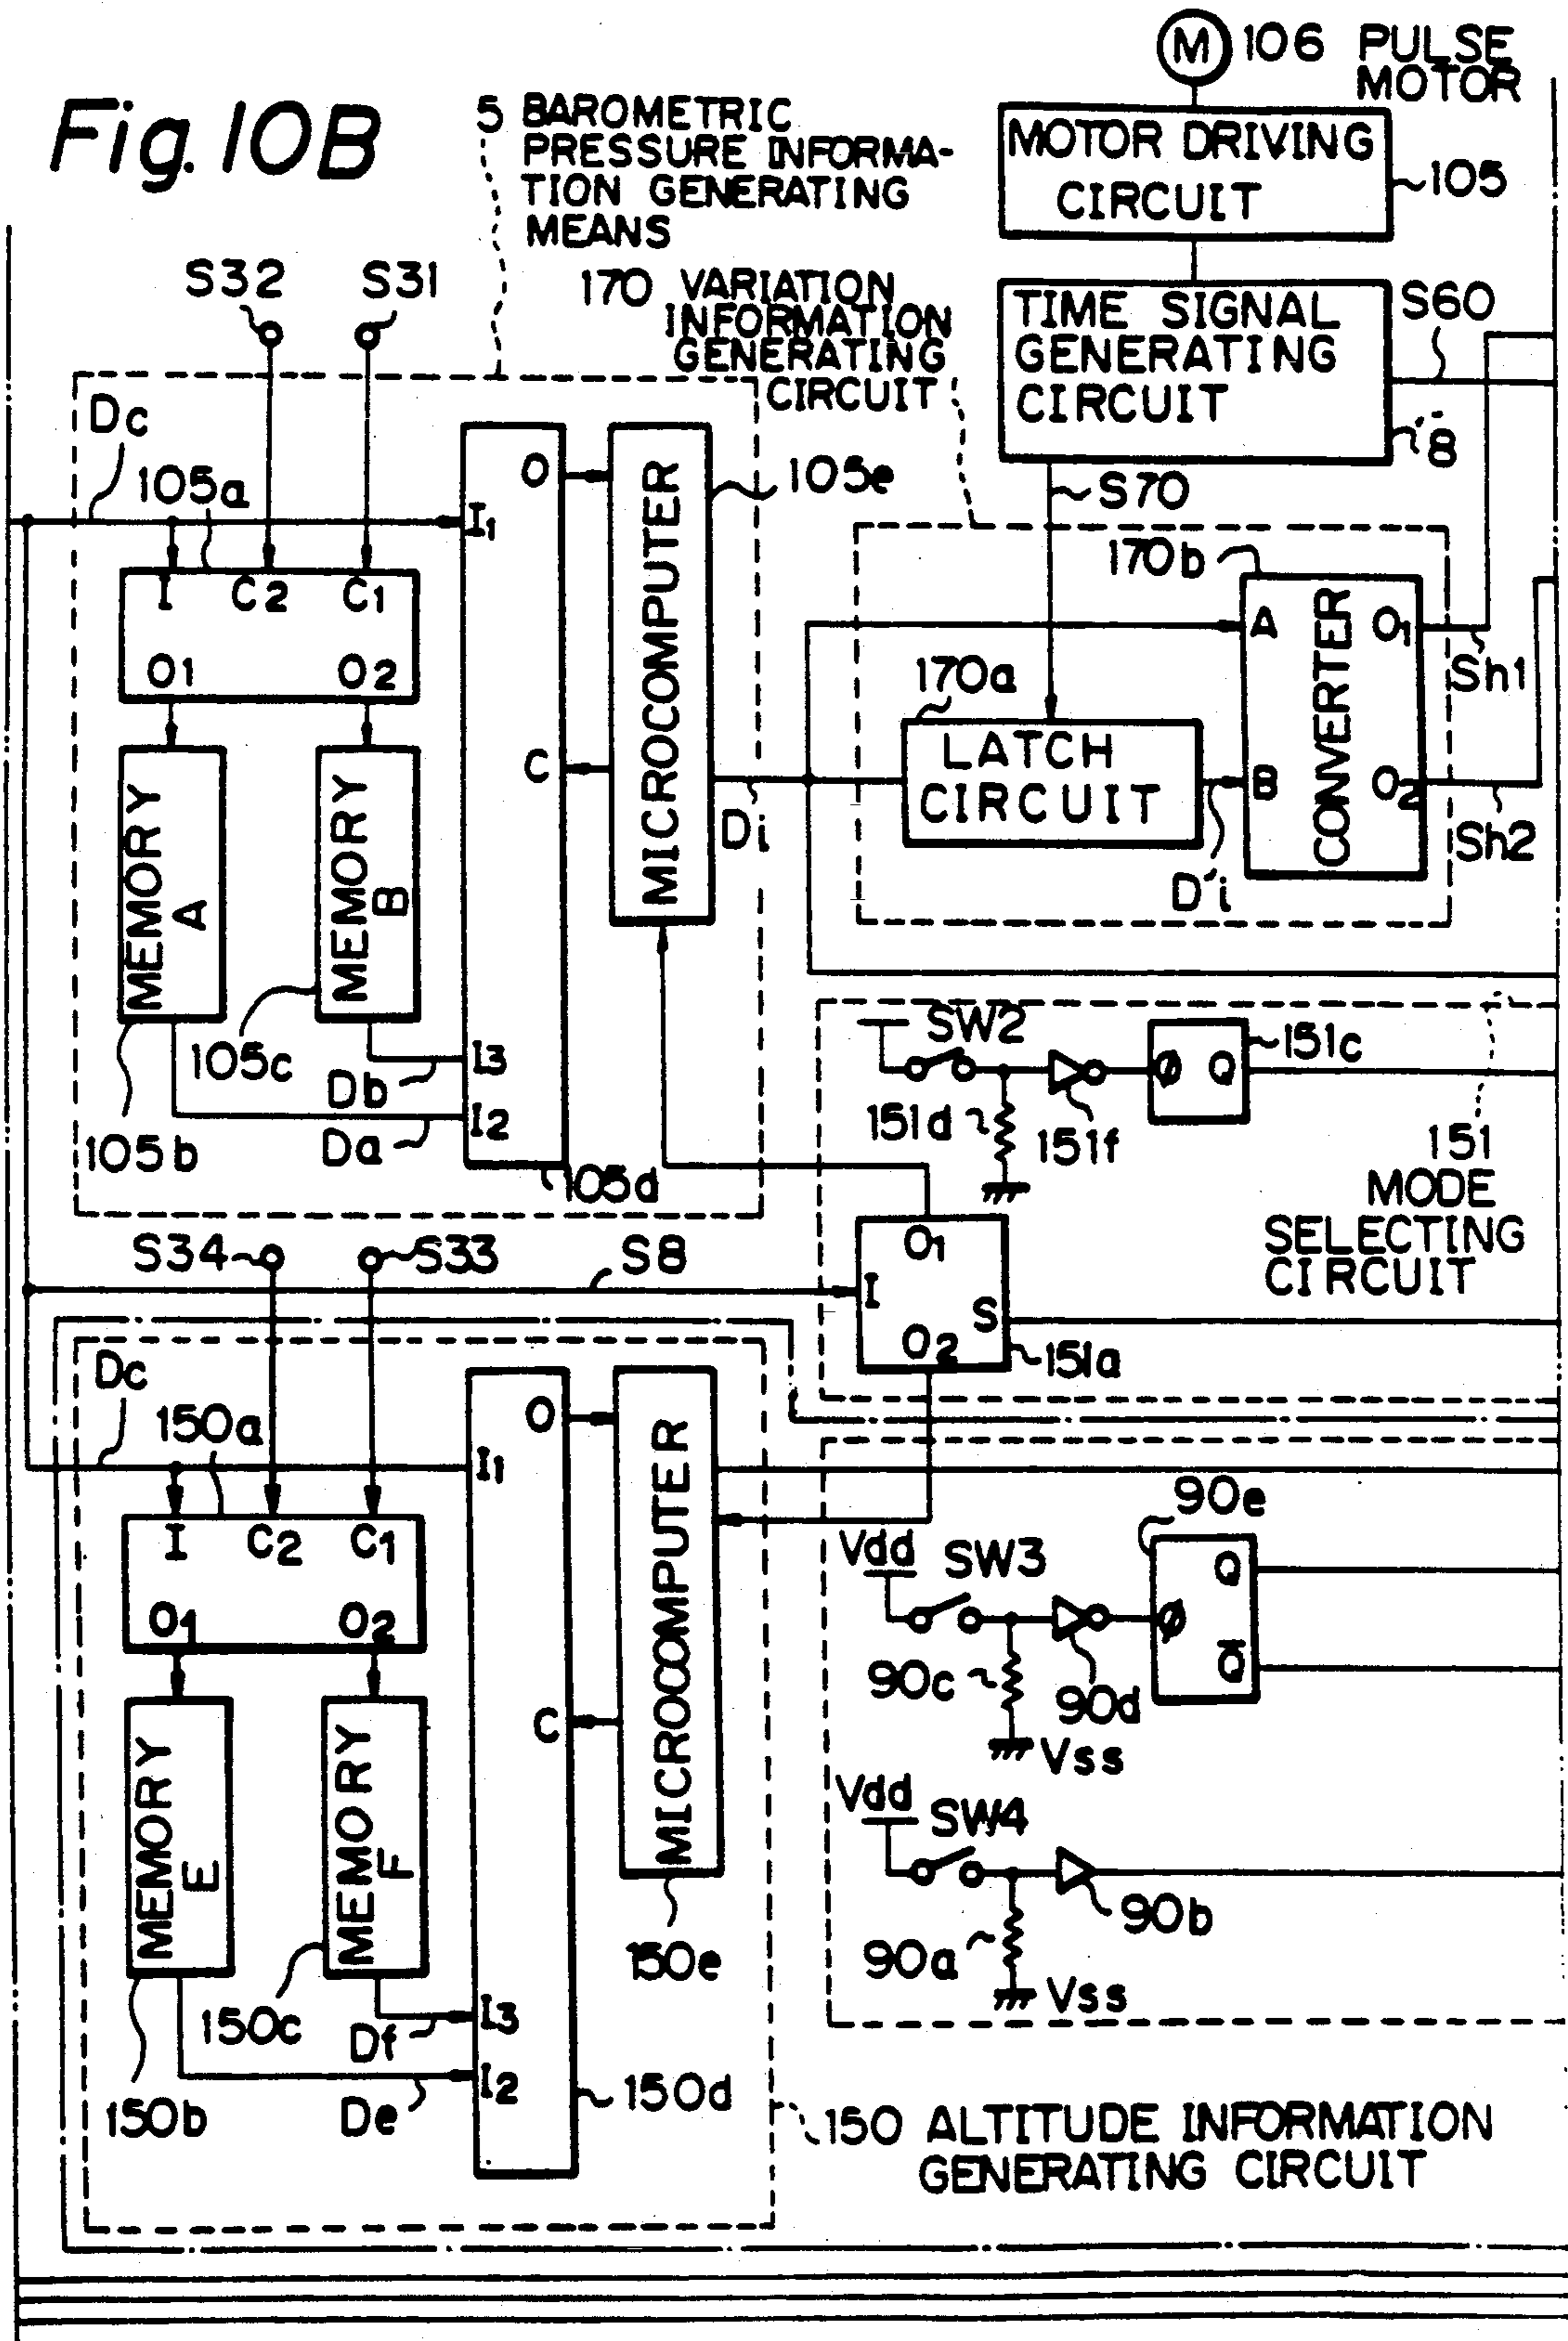 Fig. 10B
M 106 PULSE
MOTOR
5 BAROMETRIC
PRESSURE INFORMA-
TION GENERATING
MEANS
MOTOR DRIVING
CIRCUIT
105
S32
S31
170 VARIATION
INFORMATION
GENERATING
CIRCUIT
TIME SIGNAL
GENERATING
CIRCUIT
S60
8
Dc
105a
I1
O
MICROCOMPUTER
105e
S70
I C2 C1
O1 O2
C
170b
A O1
CONVERTER
B O2
Sh1
Sh2
170a
LATCH
CIRCUIT
Di
D'i
MEMORY
A
MEMORY
B
105c
Db
I3
105b
Da
I2
105d
SW2
151c
Φ Q
151d
151f
151
MODE
SELECTING
CIRCUIT
S34
S33
S8
O1
I
S
O2
151a
Dc
150a
I1
O
MICROCOMPUTER
I C2 C1
O1 O2
C
90e
Vdd
SW3
Q
Φ
Q̅
90c
90d
Vss
MEMORY
E
MEMORY
F
Vdd
SW4
90b
90a
Vss
150e
150c
Df
I3
150b
De
I2
150d
150 ALTITUDE INFORMATION
GENERATING CIRCUIT